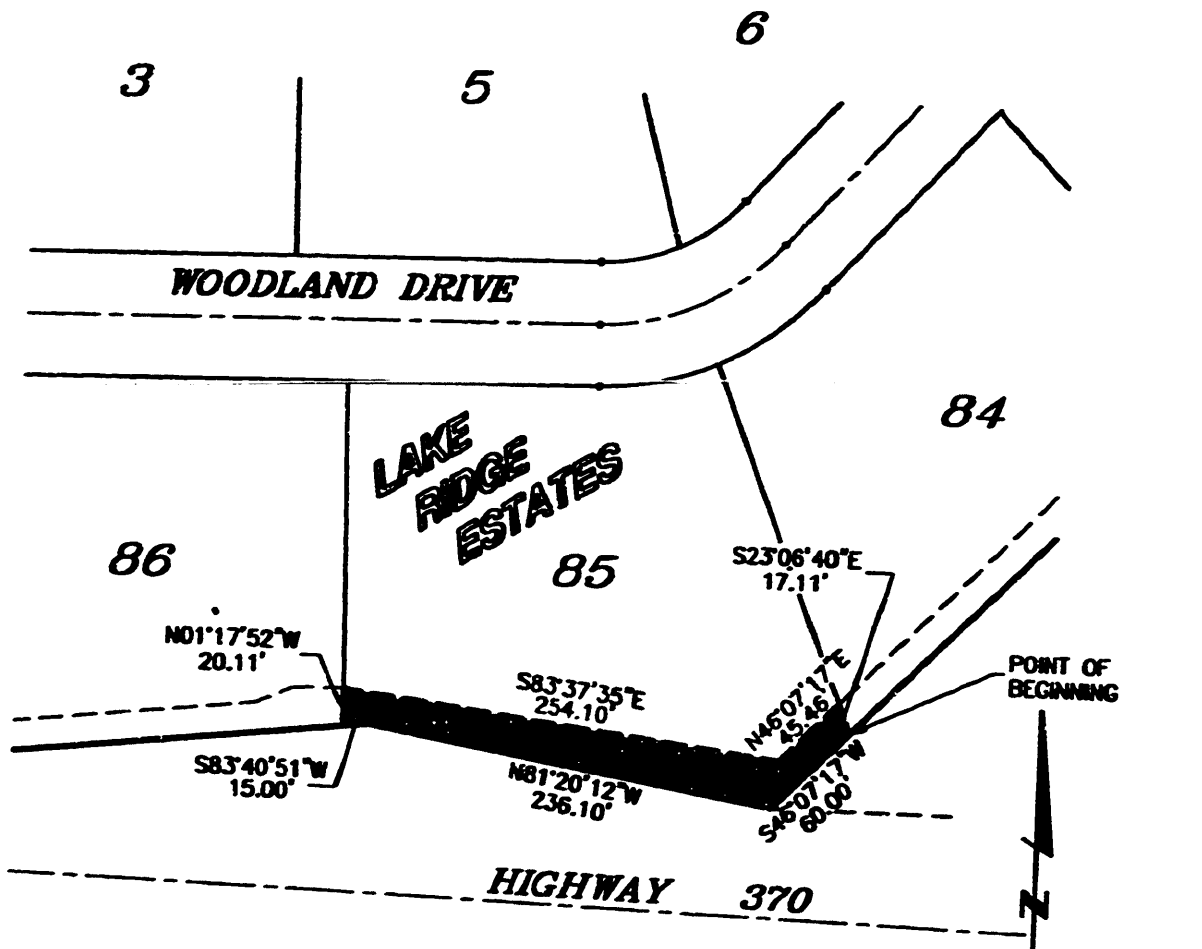 6
3
5
WOODLAND DRIVE
84
LAKE
RIDGE
ESTATES
86
85
S23°06'40"E
17.11'
N01°17'52"W
20.11'
S83°37'35"E
254.10'
N46°07'17"E
45.46'
POINT OF
BEGINNING
S83°40'51"W
15.00'
N81°20'12"W
236.10'
S46°07'17"W
60.00'
HIGHWAY 370
N